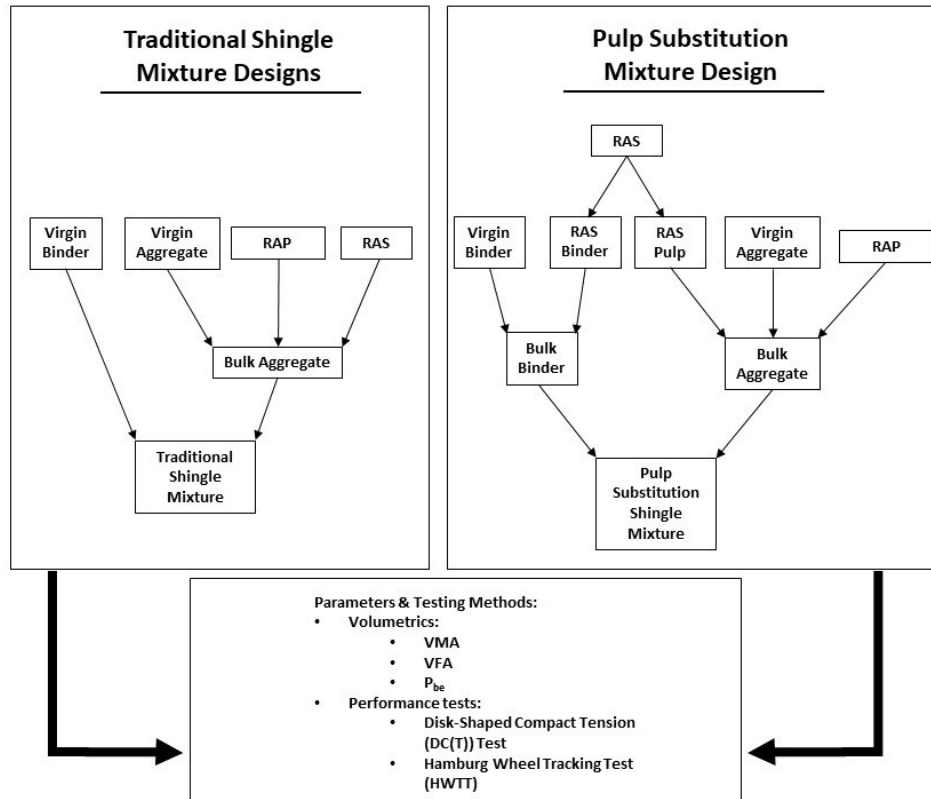 Traditional Shingle
Mixture Designs
Virgin
Binder
Virgin
Aggregate
RAP
RAS
Bulk Aggregate
Traditional
Shingle
Mixture
Pulp Substitution
Mixture Design
RAS
Virgin
Binder
RAS
Binder
RAS
Pulp
Virgin
Aggregate
RAP
Bulk
Binder
Bulk
Aggregate
Pulp
Substitution
Shingle
Mixture
Parameters & Testing Methods:
• Volumetrics:
• VMA
• VFA
• Pbe
• Performance tests:
• Disk-Shaped Compact Tension
(DC(T)) Test
• Hamburg Wheel Tracking Test
(HWTT)